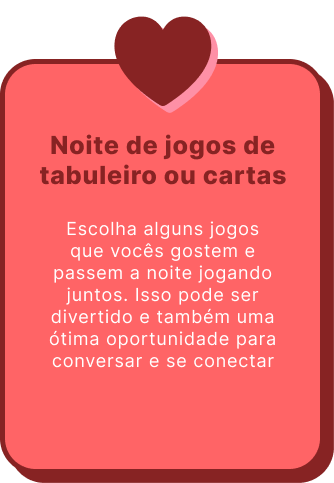 Noite de jogos de
tabuleiro ou cartas
Escolha alguns jogos
que vocês gostem e
passem a noite jogando
juntos. Isso pode ser
divertido e também uma
ótima oportunidade para
conversar e se conectar